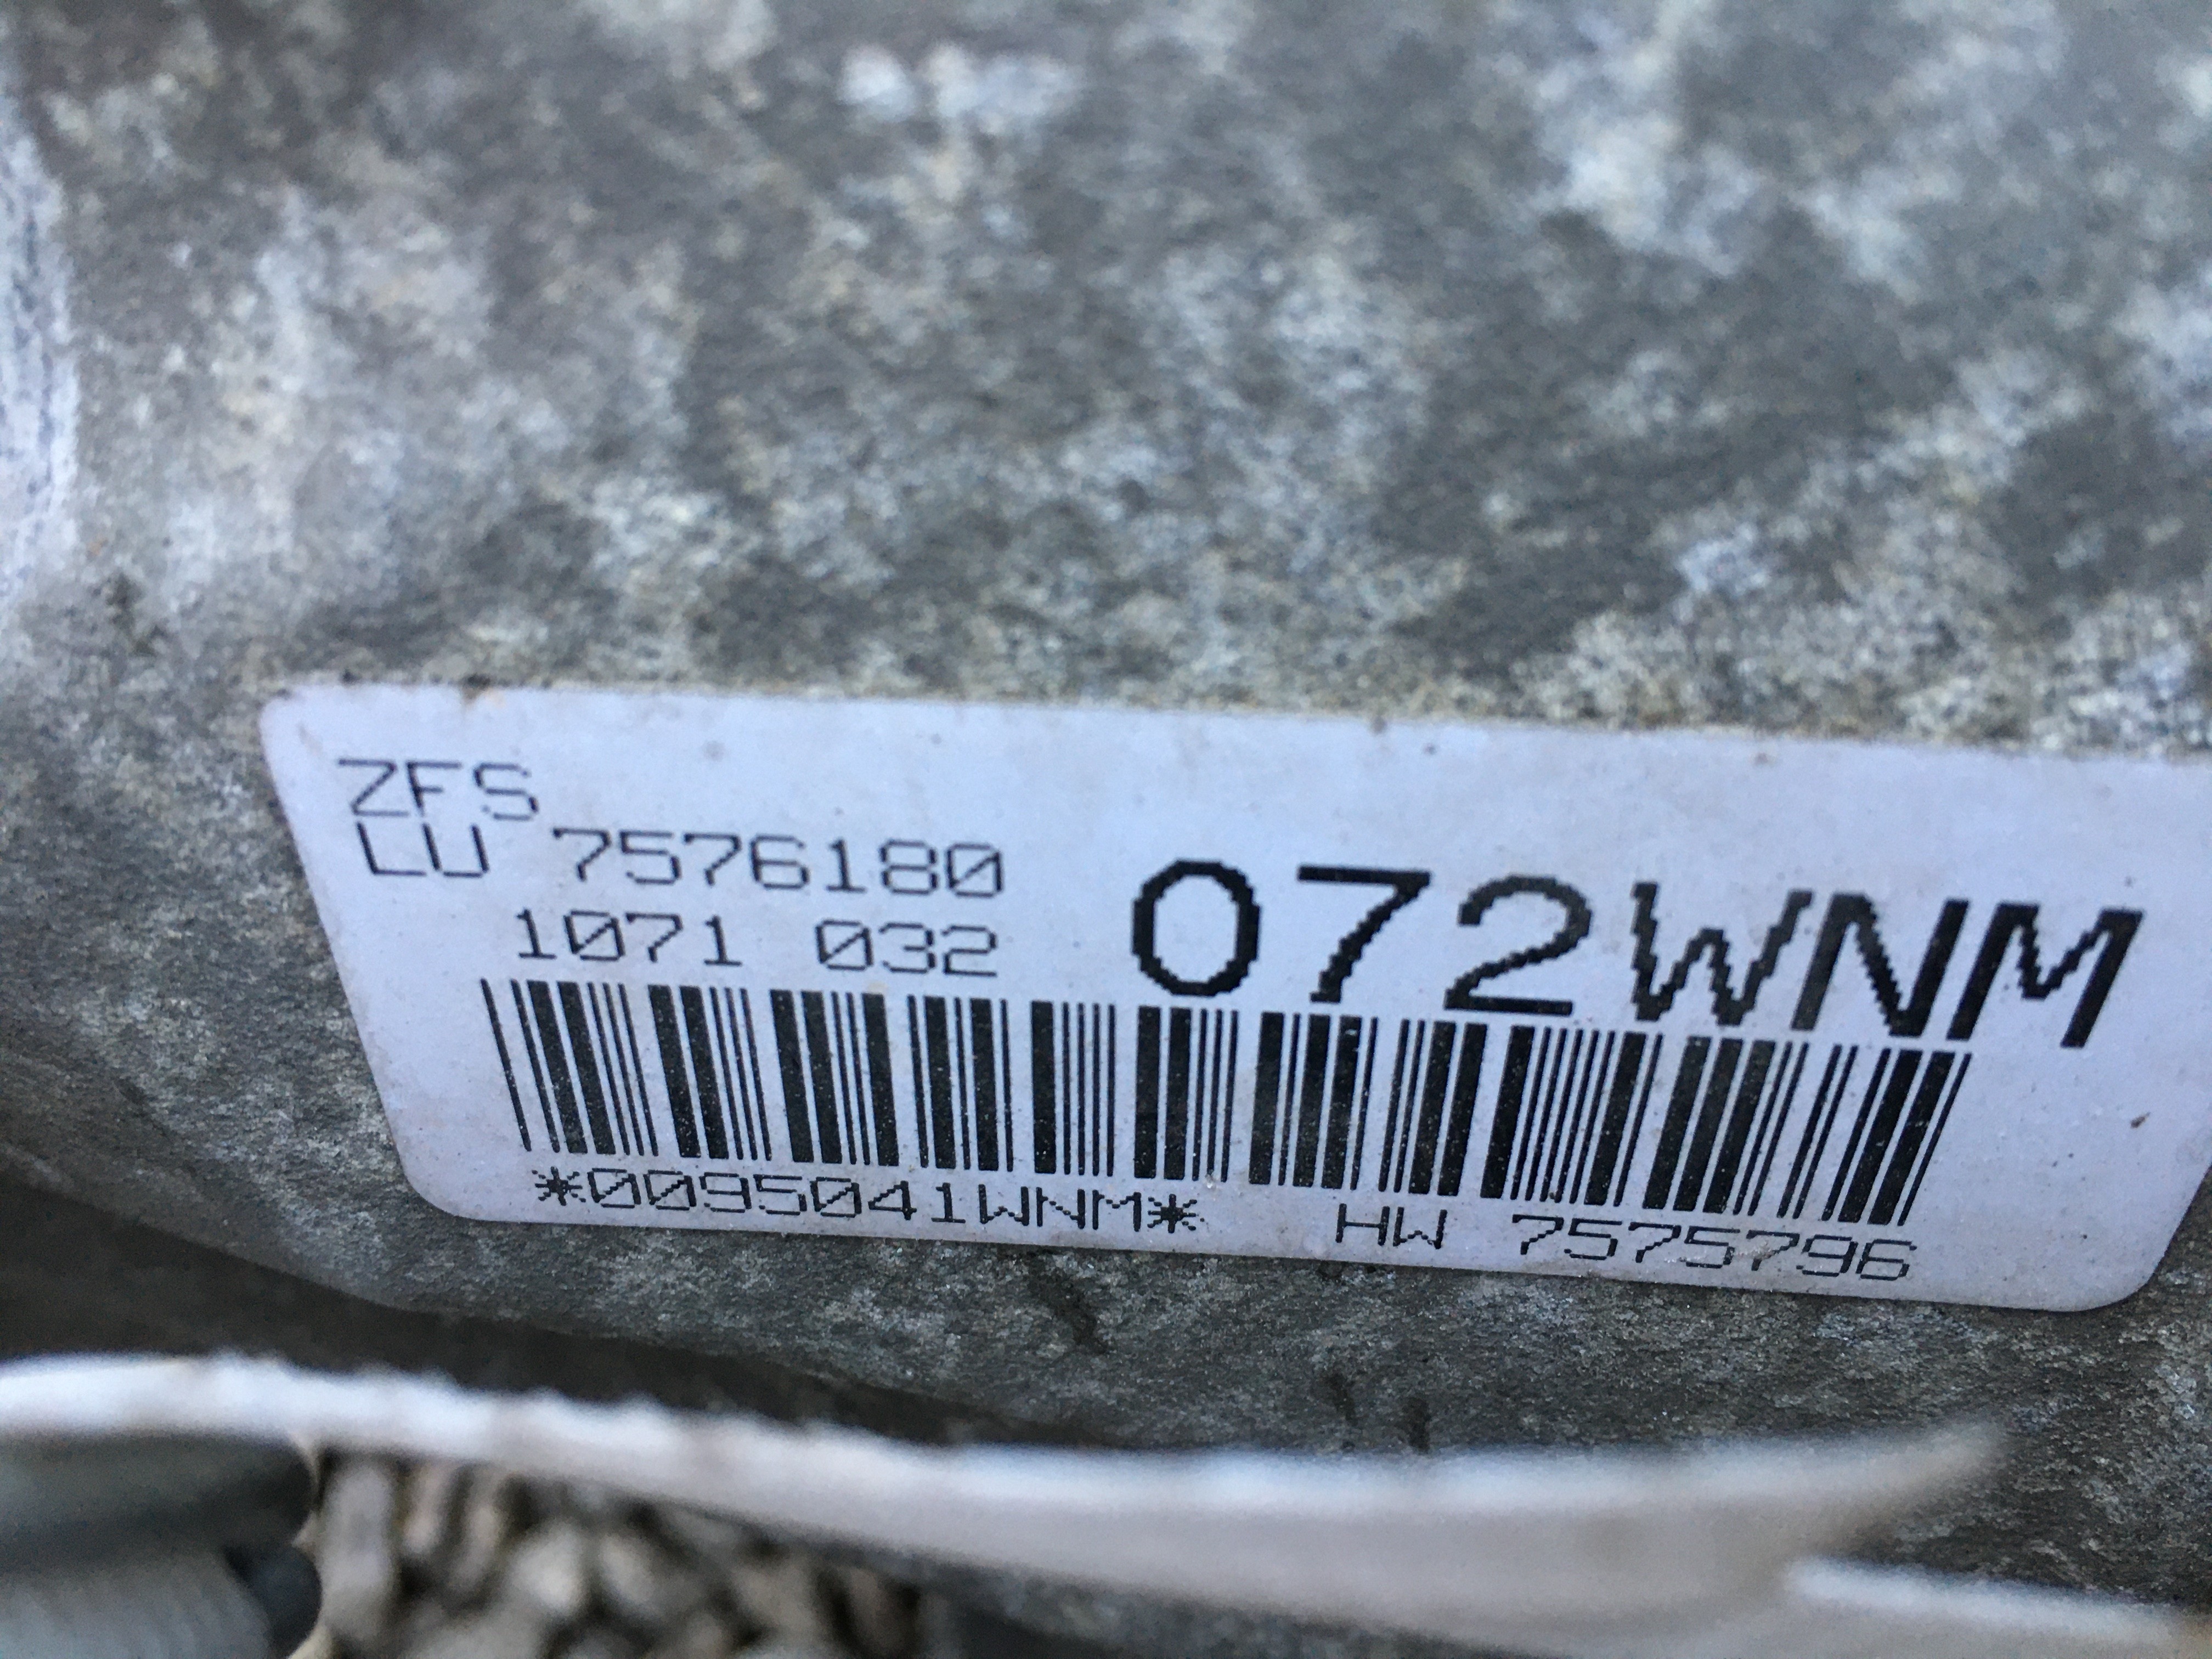 ZFS
LU 7576180
1071 032
072WNM
*0095041WNM* HW 7575796